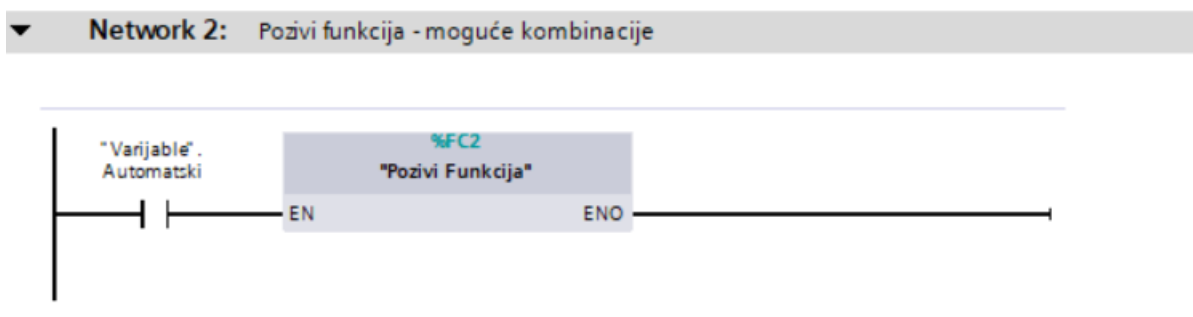 Network 2: Pozivi funkcija - moguće kombinacije
"Varijable".
Automatski
%FC2
"Pozivi Funkcija"
EN ENO